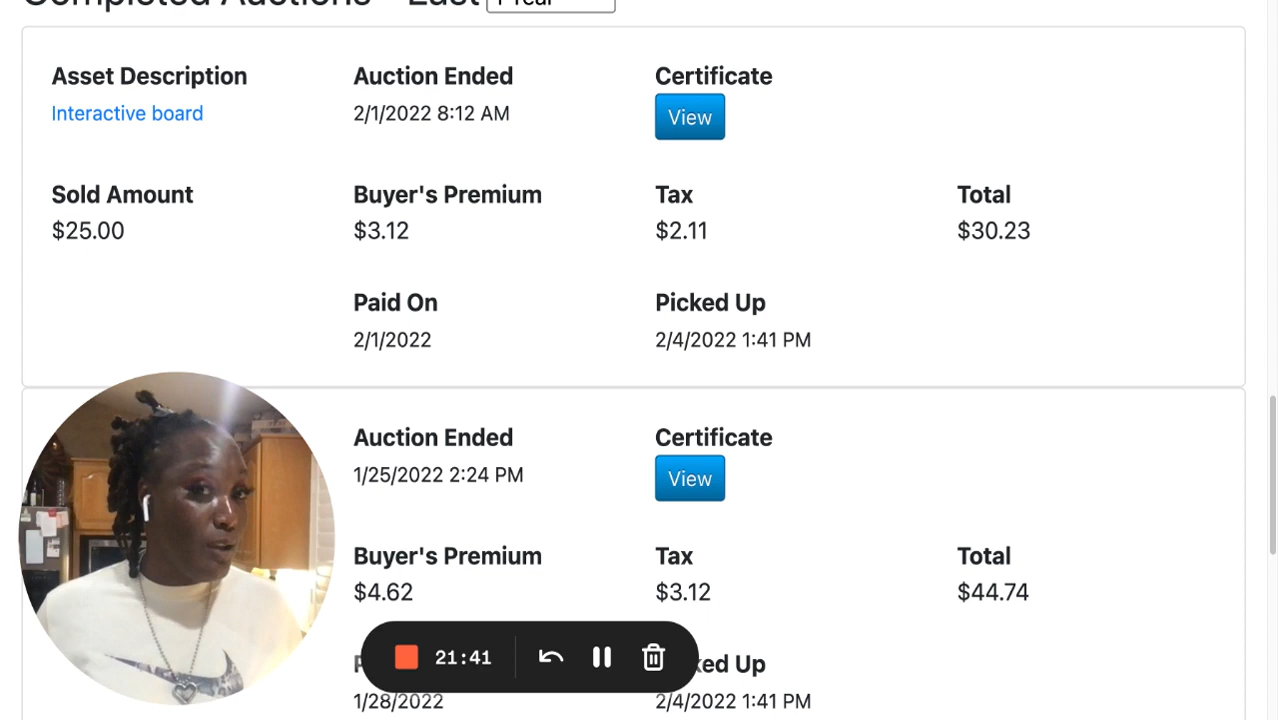 Completed Auctions - Last 1 Year
Asset Description Auction Ended Certificate
Interactive board 2/1/2022 8:12 AM View
Sold Amount Buyer's Premium Tax Total
$25.00 $3.12 $2.11 $30.23
Paid On Picked Up
2/1/2022 2/4/2022 1:41 PM
Auction Ended Certificate
1/25/2022 2:24 PM View
Buyer's Premium Tax Total
$4.62 $3.12 $44.74
21:41
Up
1/28/2022 2/4/2022 1:41 PM